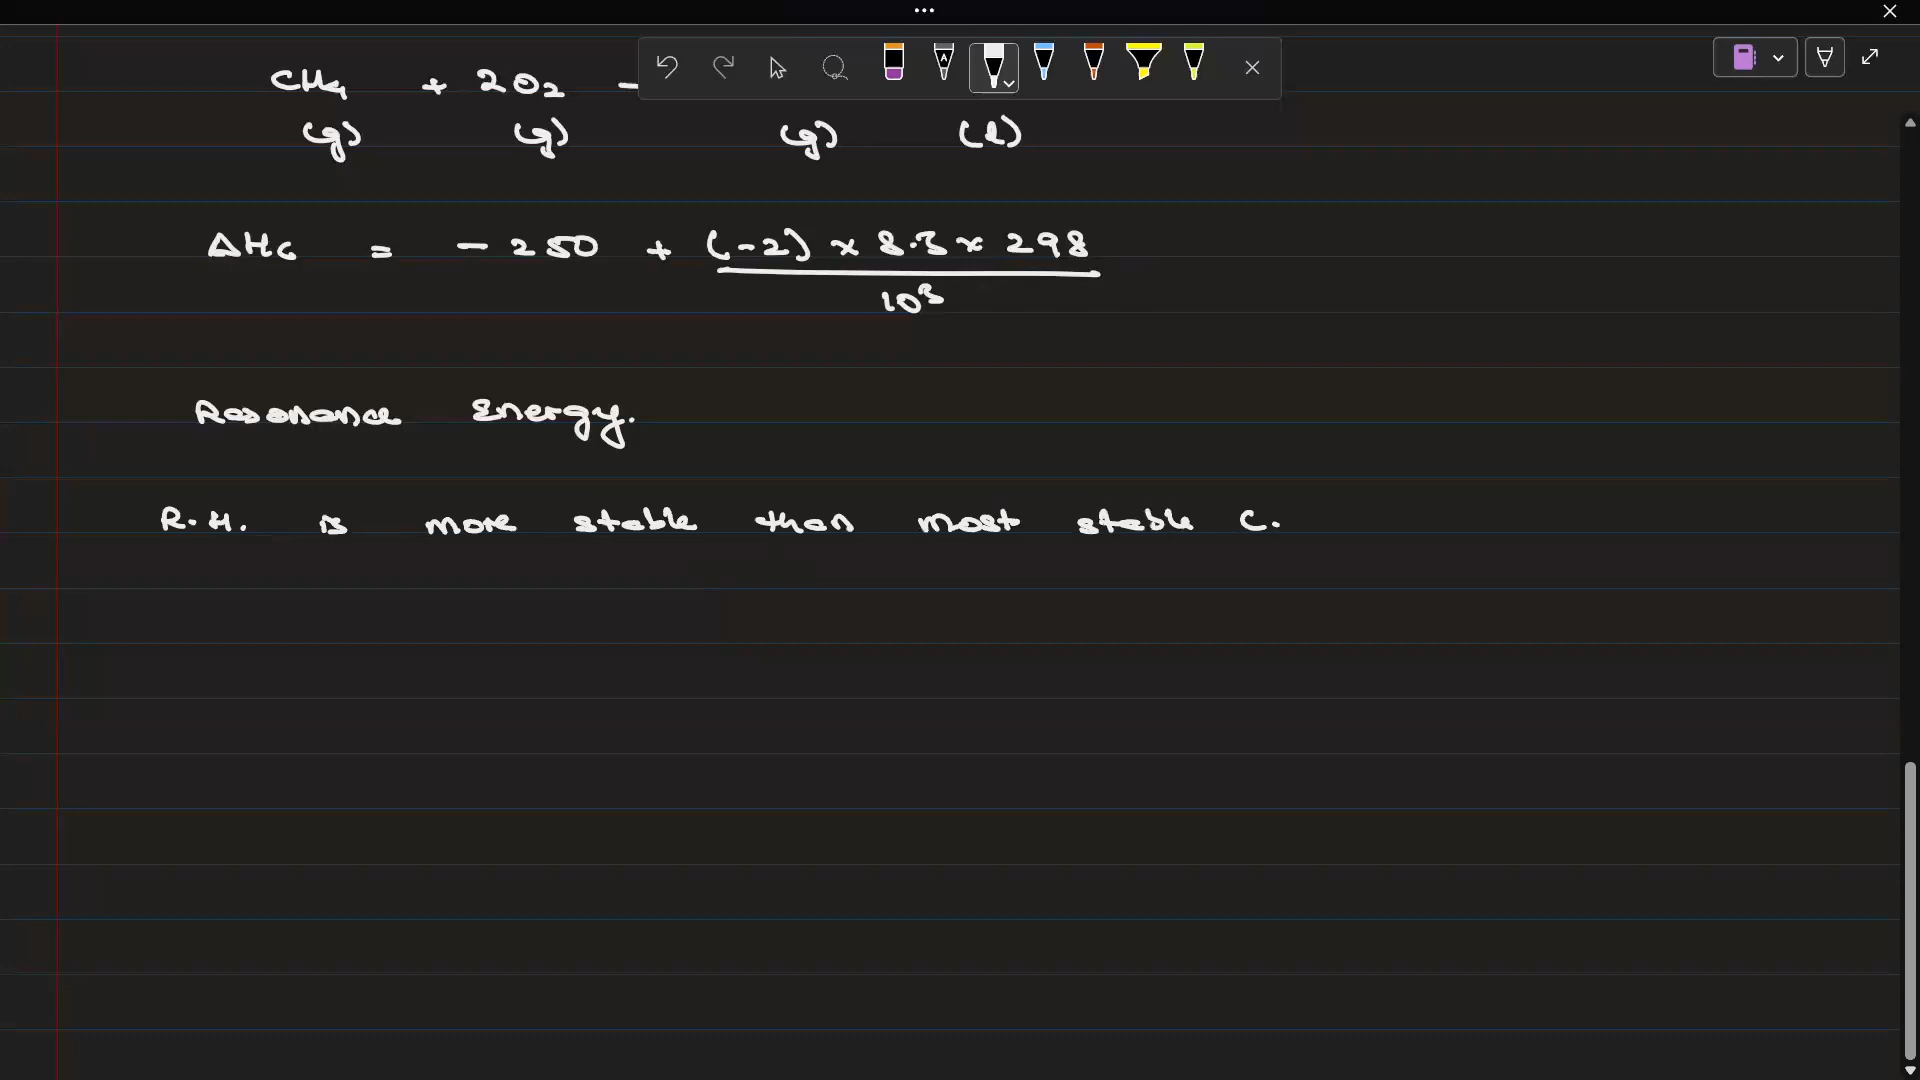 CH4 + 2O2 -
(g) (g) (g) (l)
ΔHc = - 250 + (-2) × 8.3 × 298
10³
Resonance Energy.
R.H. is more stable than most stable C.